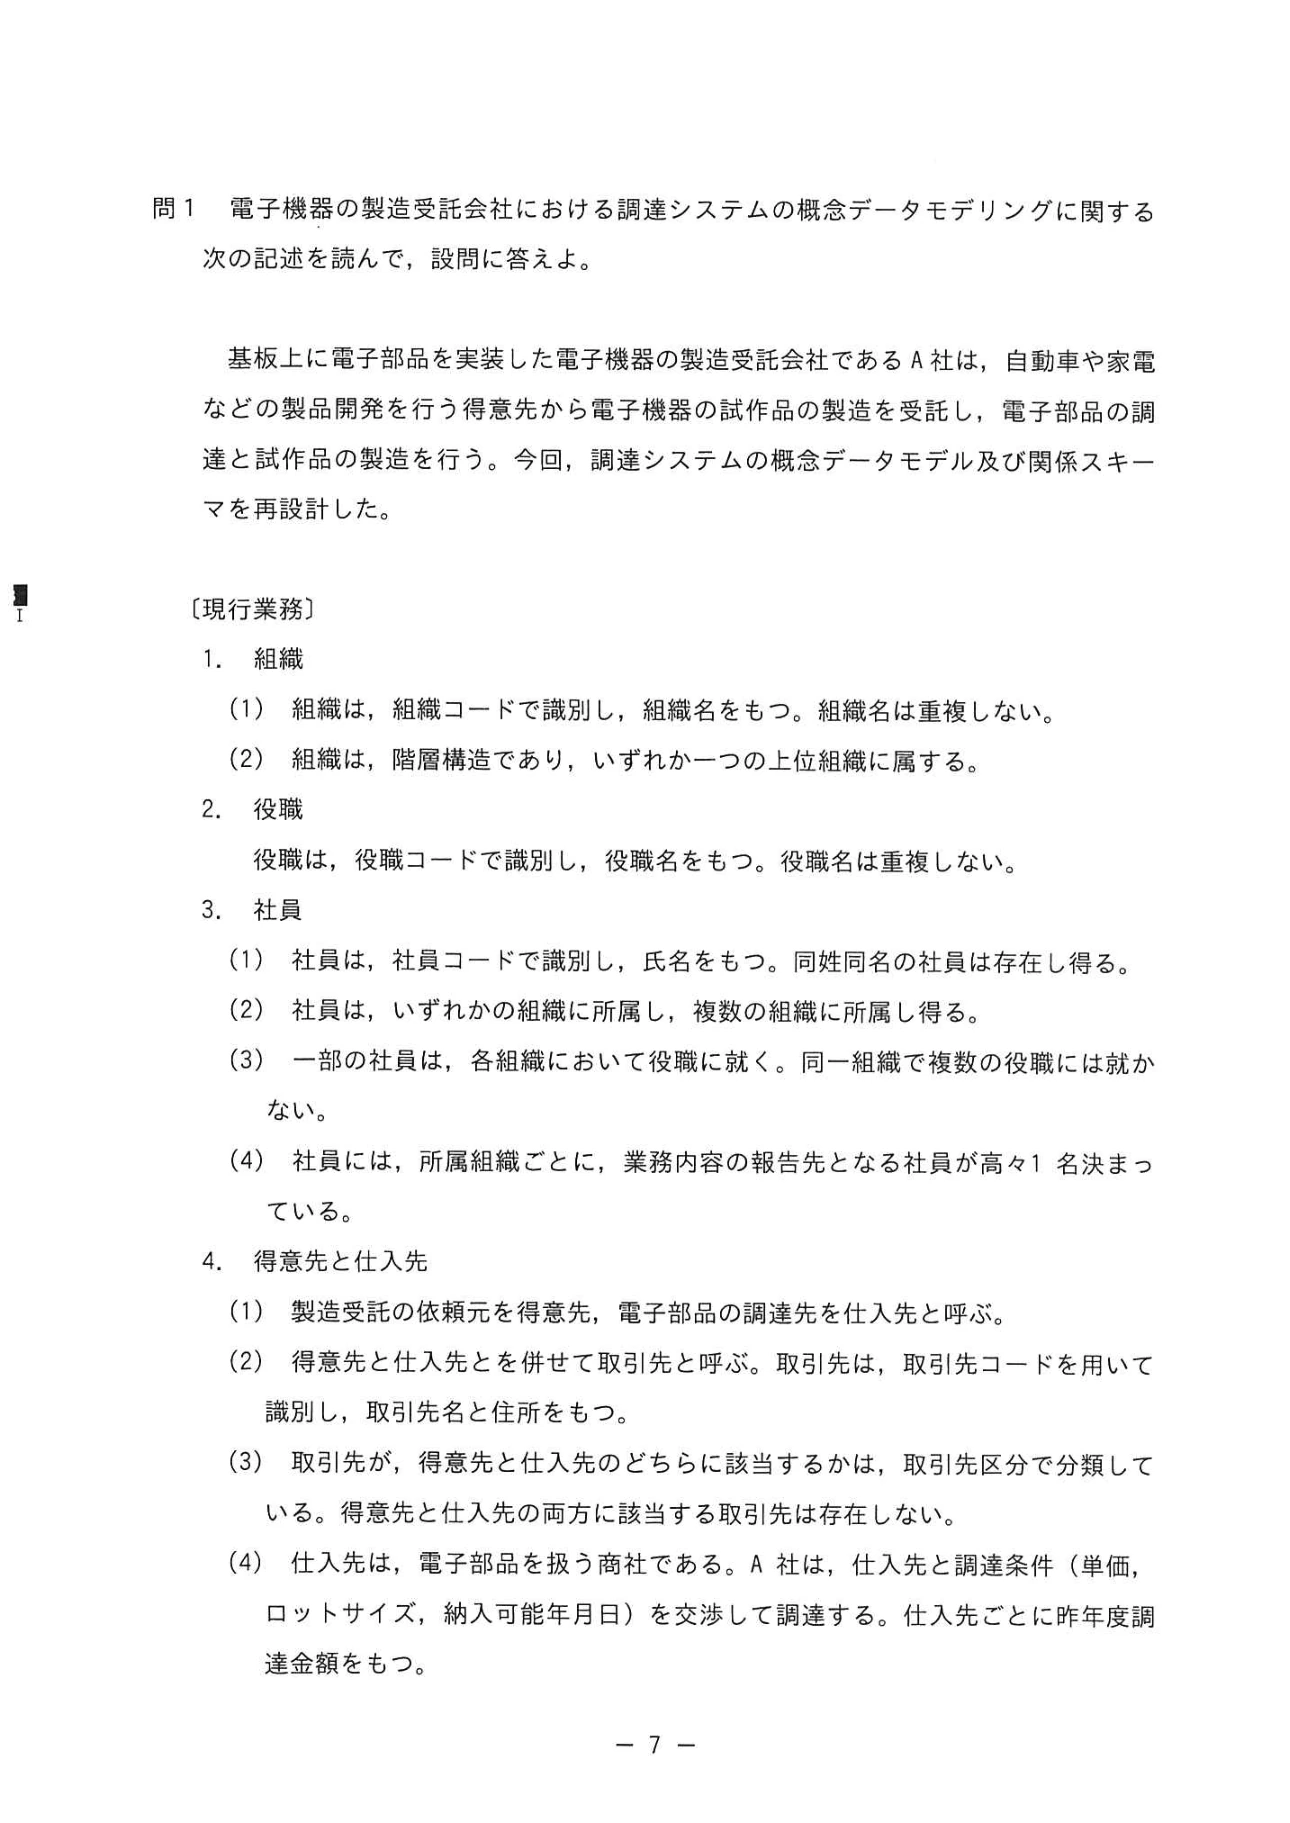 問1 電子機器の製造受託会社における調達システムの概念データモデリングに関する
次の記述を読んで，設問に答えよ。
基板上に電子部品を実装した電子機器の製造受託会社である A 社は，自動車や家電
などの製品開発を行う得意先から電子機器の試作品の製造を受託し，電子部品の調
達と試作品の製造を行う。今回，調達システムの概念データモデル及び関係スキー
マを再設計した。
〔現行業務〕
1． 組織
(1) 組織は，組織コードで識別し，組織名をもつ。組織名は重複しない。
(2) 組織は，階層構造であり，いずれか一つの上位組織に属する。
2． 役職
役職は，役職コードで識別し，役職名をもつ。役職名は重複しない。
3． 社員
(1) 社員は，社員コードで識別し，氏名をもつ。同姓同名の社員は存在し得る。
(2) 社員は，いずれかの組織に所属し，複数の組織に所属し得る。
(3) 一部の社員は，各組織において役職に就く。同一組織で複数の役職には就か
ない。
(4) 社員には，所属組織ごとに，業務内容の報告先となる社員が高々1 名決まっ
ている。
4． 得意先と仕入先
(1) 製造受託の依頼元を得意先，電子部品の調達先を仕入先と呼ぶ。
(2) 得意先と仕入先とを併せて取引先と呼ぶ。取引先は，取引先コードを用いて
識別し，取引先名と住所をもつ。
(3) 取引先が，得意先と仕入先のどちらに該当するかは，取引先区分で分類して
いる。得意先と仕入先の両方に該当する取引先は存在しない。
(4) 仕入先は，電子部品を扱う商社である。A 社は，仕入先と調達条件（単価，
ロットサイズ，納入可能年月日）を交渉して調達する。仕入先ごとに昨年度調
達金額をもつ。
I
－ 7 －